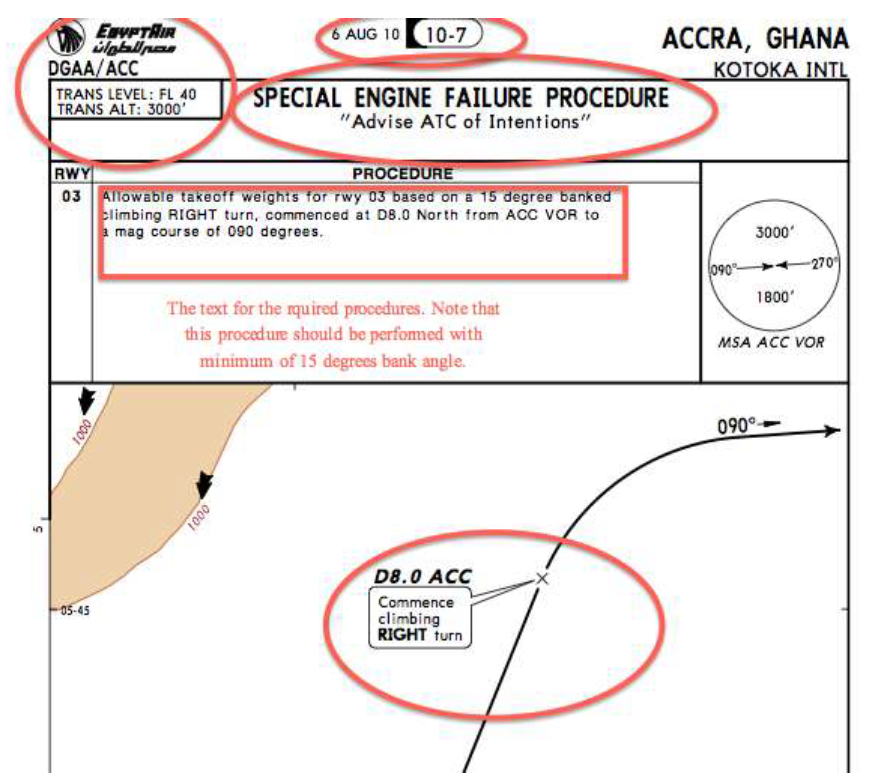 EGYPTAIR
مصرللطيران
6 AUG 10
10-7
ACCRA, GHANA
DGAA/ACC
KOTOKA INTL
TRANS LEVEL: FL 40
TRANS ALT: 3000'
SPECIAL ENGINE FAILURE PROCEDURE
"Advise ATC of Intentions"
RWY
PROCEDURE
03
Allowable takeoff weights for rwy 03 based on a 15 degree banked
climbing RIGHT turn, commenced at D8.0 North from ACC VOR to
a mag course of 090 degrees.
3000'
090°
270°
1800'
MSA ACC VOR
The text for the rquired procedures. Note that
this procedure should be performed with
minimum of 15 degrees bank angle.
1000
090°
1000
5
D8.0 ACC
Commence
climbing
RIGHT turn
05-45